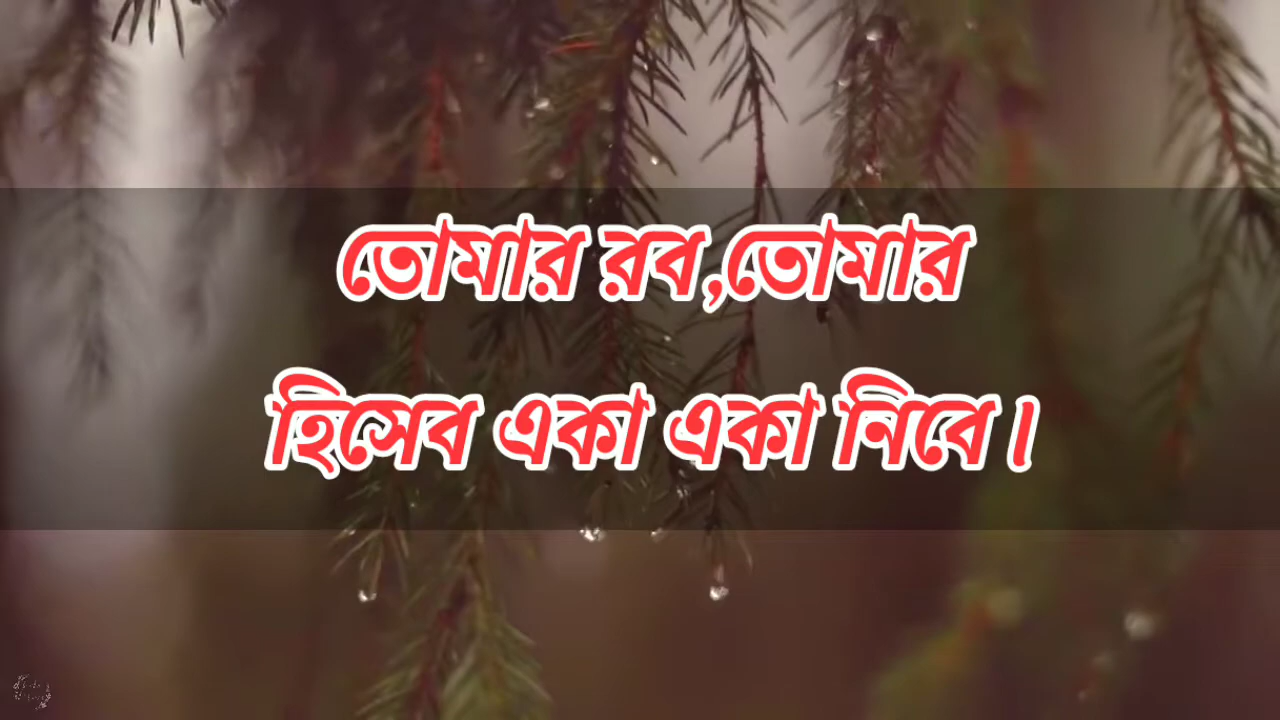 তোমার রব,তোমার
হিসেব একা একা নিবে।